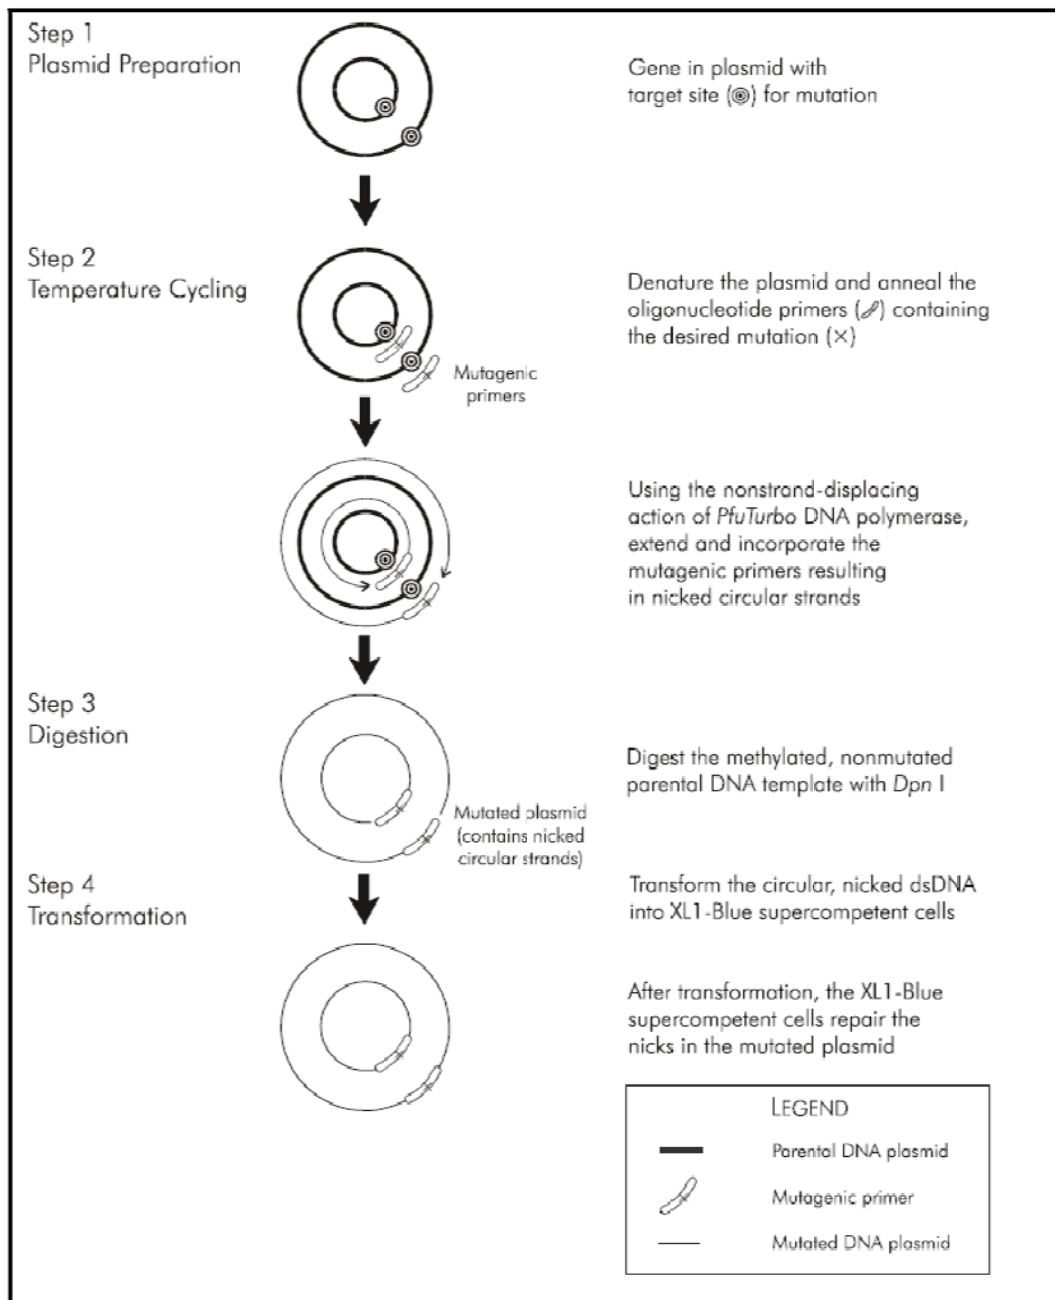 Step 1
Plasmid Preparation
Gene in plasmid with
target site (◎) for mutation
Step 2
Temperature Cycling
Denature the plasmid and anneal the
oligonucleotide primers ( ) containing
the desired mutation (×)
Mutagenic
primers
Using the nonstrand-displacing
action of PfuTurbo DNA polymerase,
extend and incorporate the
mutagenic primers resulting
in nicked circular strands
Step 3
Digestion
Digest the methylated, nonmutated
parental DNA template with Dpn I
Mutated plasmid
(contains nicked
circular strands)
Step 4
Transformation
Transform the circular, nicked dsDNA
into XL1-Blue supercompetent cells
After transformation, the XL1-Blue
supercompetent cells repair the
nicks in the mutated plasmid
LEGEND
Parental DNA plasmid
Mutagenic primer
Mutated DNA plasmid